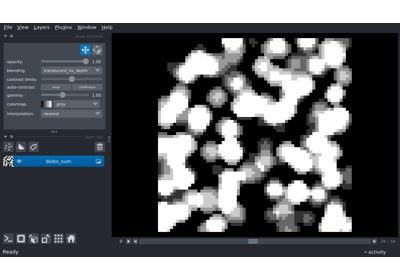 File View Layers Plugins Window Help
opacity: 1.00
blending: translucent_no_depth
contrast limits:
auto-contrast: once continuous
gamma: 1.00
colormap: gray
interpolation: nearest
blobs_sum
Ready
activity